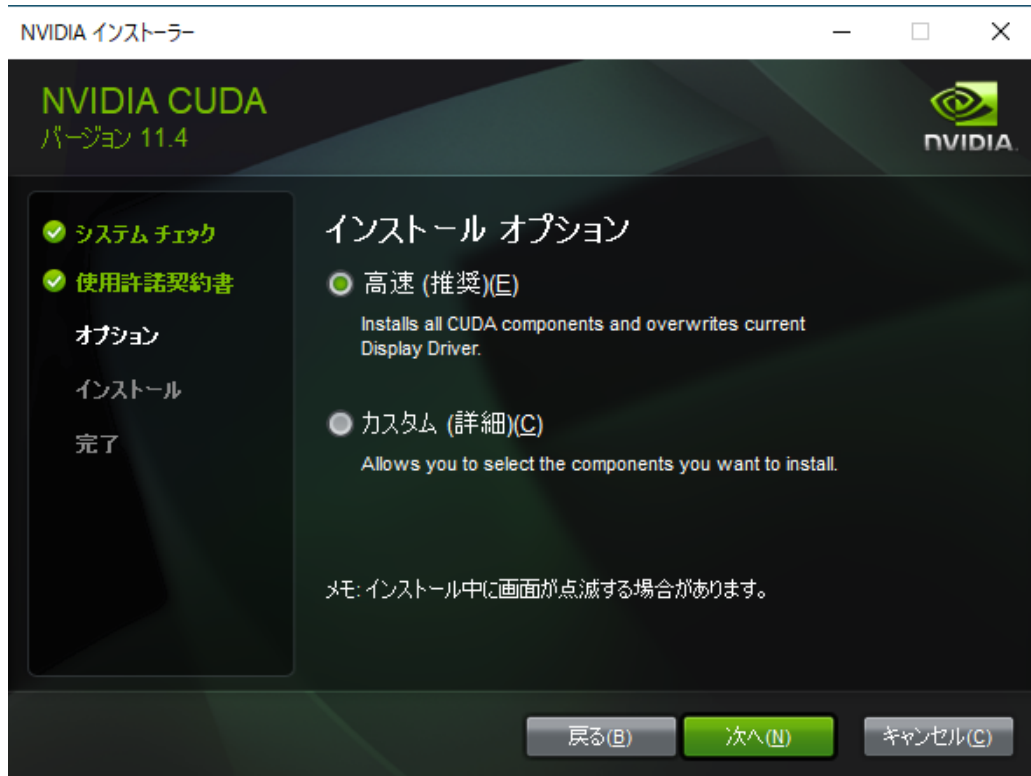 NVIDIA インストーラー
NVIDIA CUDA
バージョン 11.4
NVIDIA.
システム チェック
使用許諾契約書
オプション
インストール
完了
インストール オプション
高速 (推奨)(E)
Installs all CUDA components and overwrites current
Display Driver.
カスタム (詳細)(C)
Allows you to select the components you want to install.
メモ: インストール中に画面が点滅する場合があります。
戻る(B)
次へ(N)
キャンセル(C)